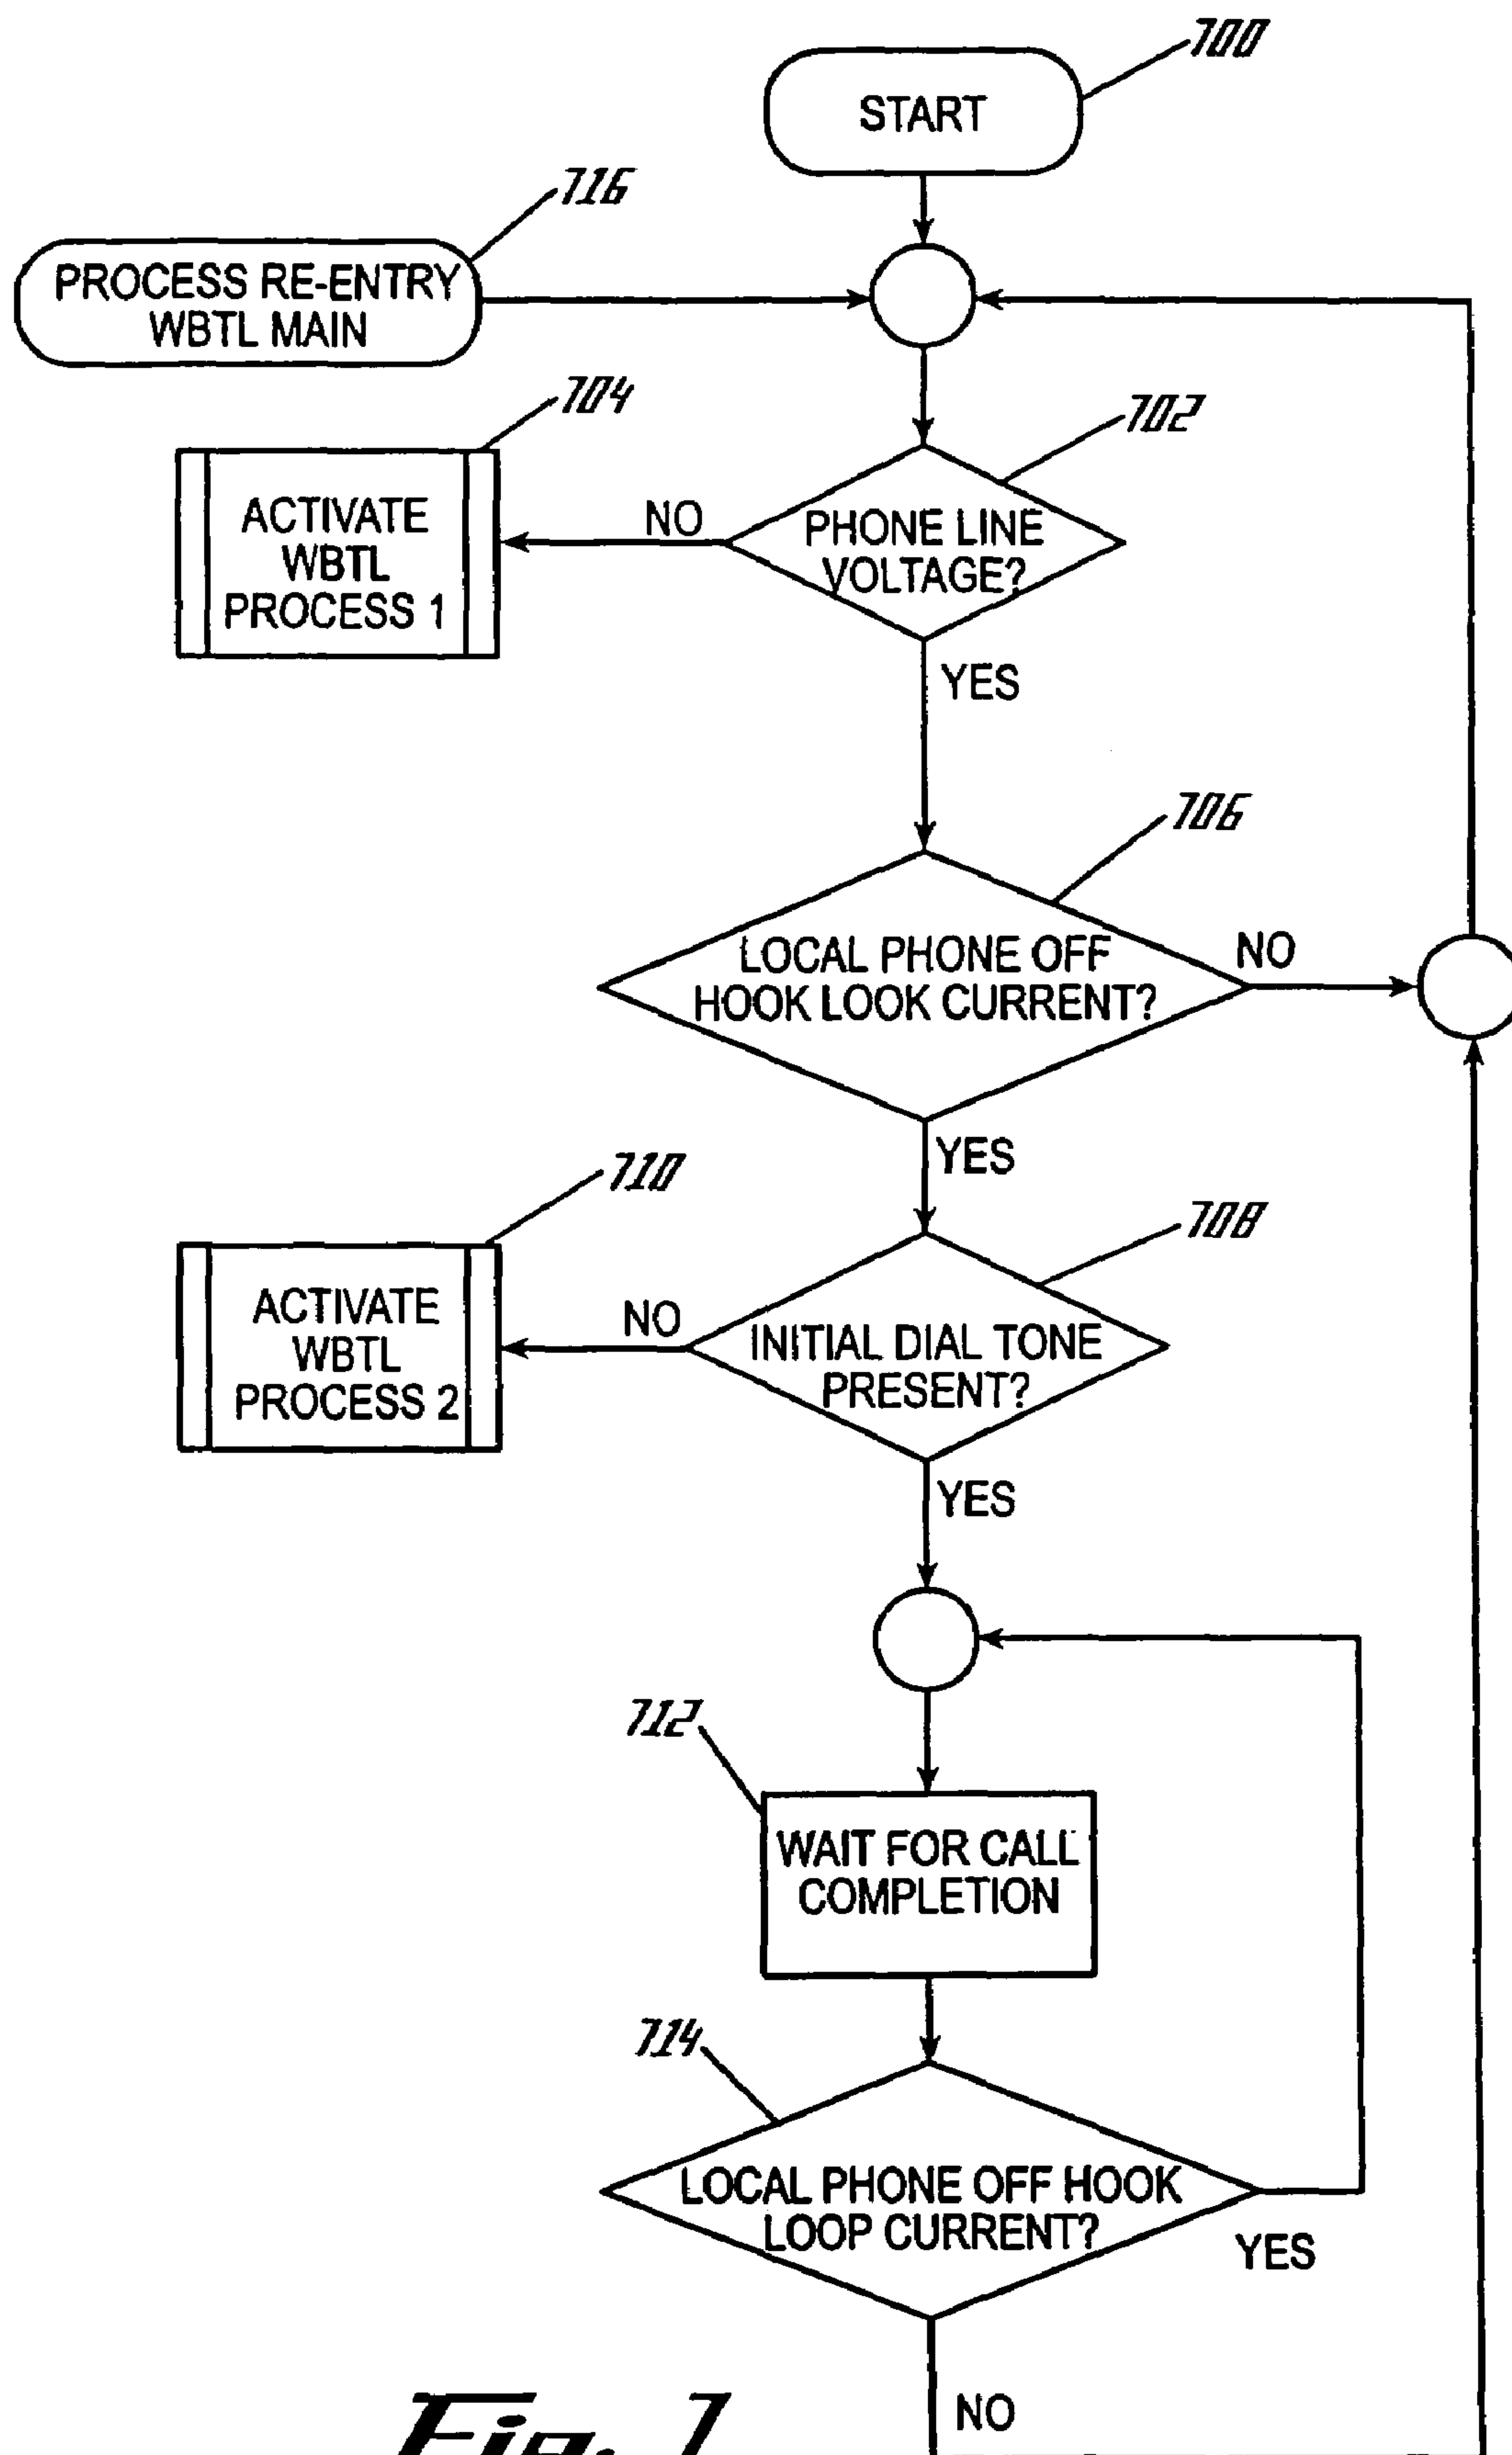 700
START
716
PROCESS RE-ENTRY
WBTL MAIN
704
702
ACTIVATE
WBTL
PROCESS 1
NO
PHONE LINE
VOLTAGE?
YES
706
LOCAL PHONE OFF
HOOK LOOK CURRENT?
NO
YES
710
708
ACTIVATE
WBTL
PROCESS 2
NO
INITIAL DIAL TONE
PRESENT?
YES
712
WAIT FOR CALL
COMPLETION
714
LOCAL PHONE OFF HOOK
LOOP CURRENT?
YES
NO
Fig. 7